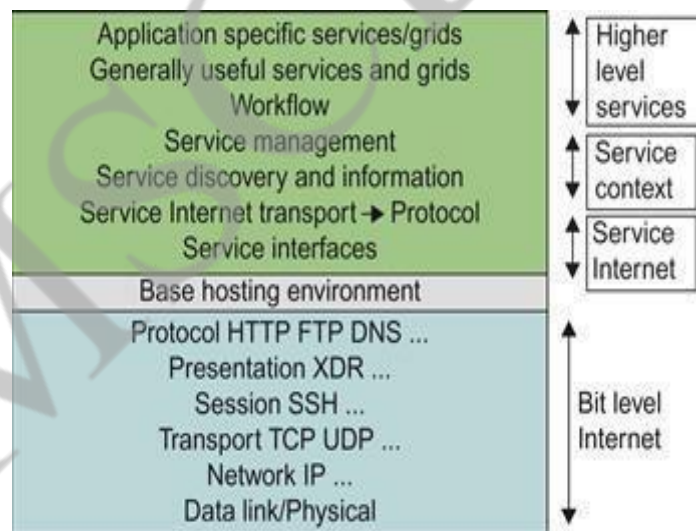 Application specific services/grids
Generally useful services and grids
Workflow
Service management
Service discovery and information
Service Internet transport → Protocol
Service interfaces
Base hosting environment
Protocol HTTP FTP DNS ...
Presentation XDR ...
Session SSH ...
Transport TCP UDP ...
Network IP ...
Data link/Physical
Higher
level
services
Service
context
Service
Internet
Bit level
Internet